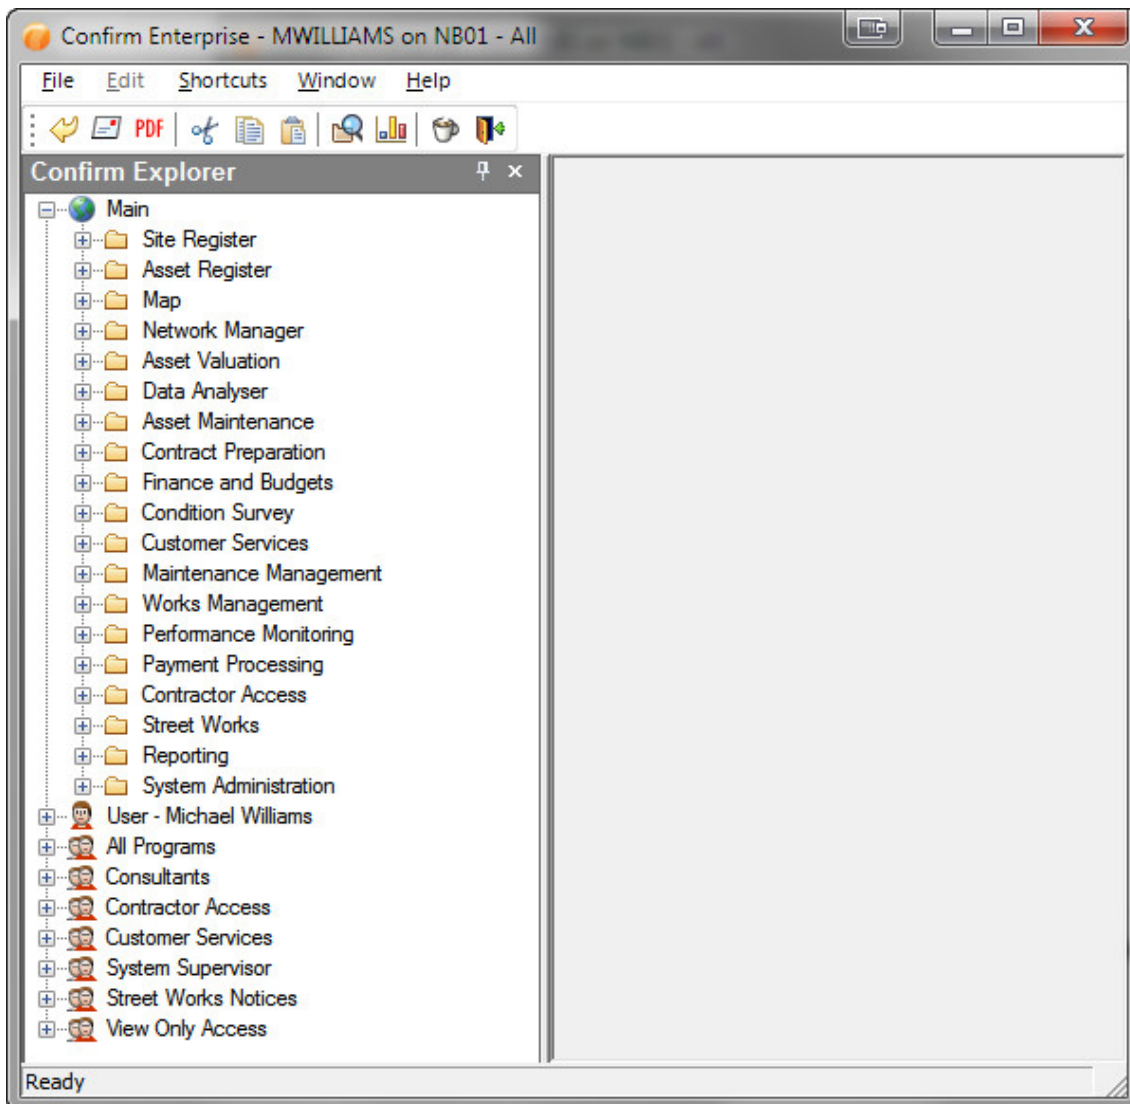 Confirm Enterprise - MWILLIAMS on NB01 - All
File Edit Shortcuts Window Help
PDF
Confirm Explorer
Main
Site Register
Asset Register
Map
Network Manager
Asset Valuation
Data Analyser
Asset Maintenance
Contract Preparation
Finance and Budgets
Condition Survey
Customer Services
Maintenance Management
Works Management
Performance Monitoring
Payment Processing
Contractor Access
Street Works
Reporting
System Administration
User - Michael Williams
All Programs
Consultants
Contractor Access
Customer Services
System Supervisor
Street Works Notices
View Only Access
Ready